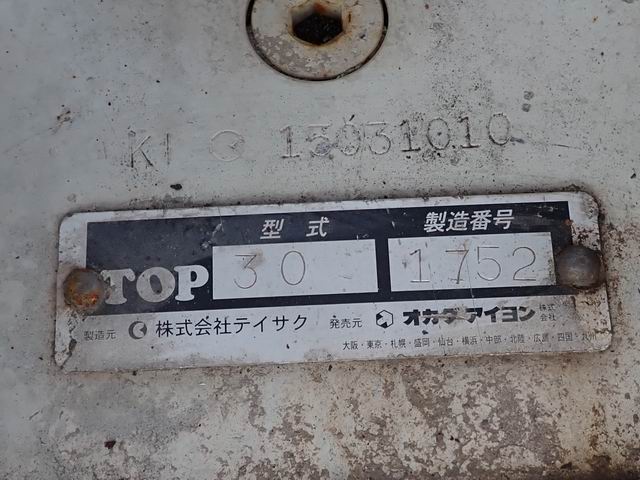 KI 15031010
型式 製造番号
TOP 30 1752
製造元 株式会社テイサク 発売元 オカダアイヨン 株式会社
大阪・東京・札幌・盛岡・仙台・横浜・中部・北陸・広島・四国・九州